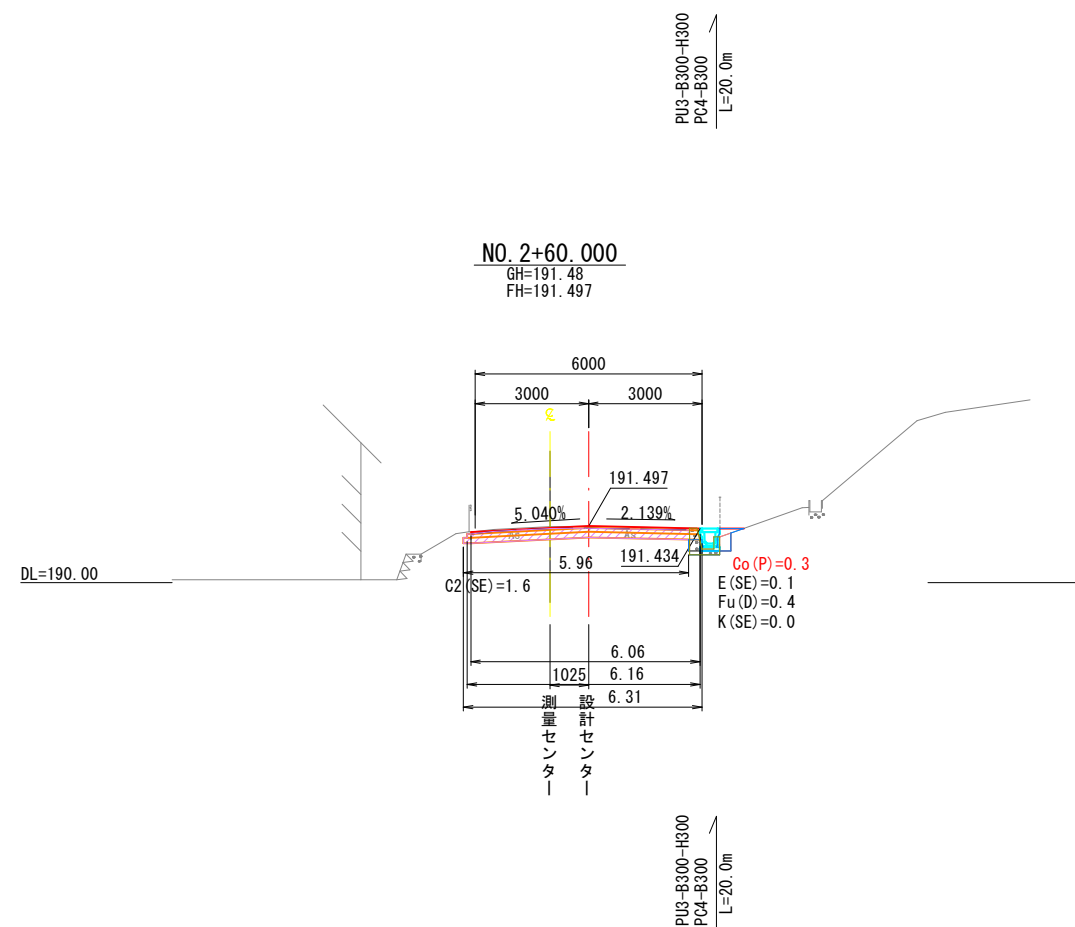 PU3-B300-H300
PC4-B300
L=20.0m
NO.2+60.000
GH=191.48
FH=191.497
6000
3000
3000
℄
191.497
5.040%
2.139%
191.434
5.96
DL=190.00
C2(SE)=1.6
Co(P)=0.3
E(SE)=0.1
Fu(D)=0.4
K(SE)=0.0
6.06
1025
6.16
6.31
測量センター
設計センター
PU3-B300-H300
PC4-B300
L=20.0m